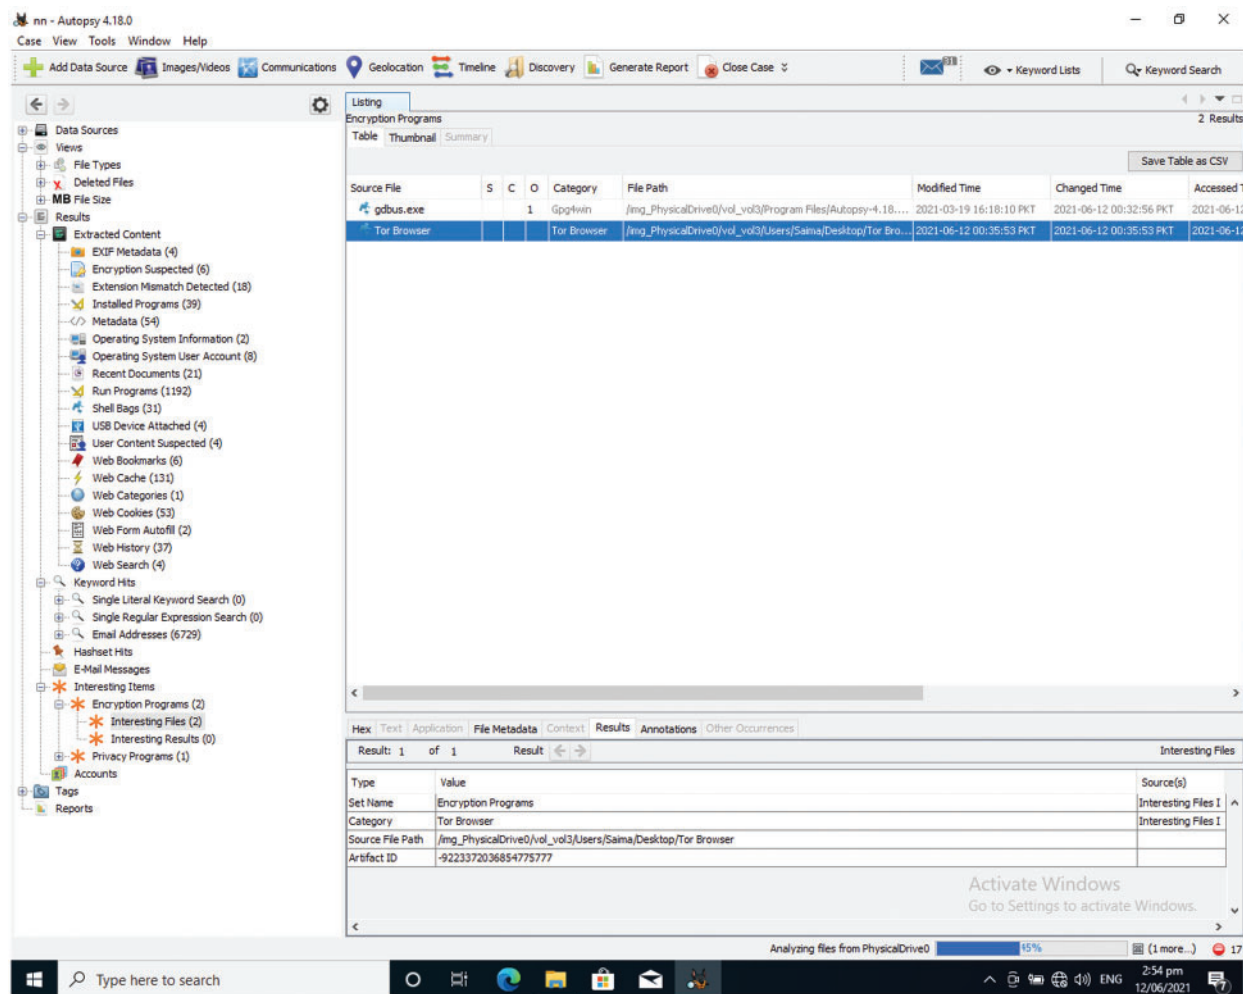 nn - Autopsy 4.18.0
Case View Tools Window Help
Add Data Source Images/Videos Communications Geolocation Timeline Discovery Generate Report Close Case Keyword Lists Keyword Search
Listing
Encryption Programs 2 Results
Table Thumbnail Summary
Save Table as CSV
Source File S C O Category File Path Modified Time Changed Time Accessed T
gdbus.exe 1 Gpg4win /img_PhysicalDrive0/vol_vol3/Program Files/Autopsy-4.18.... 2021-03-19 16:18:10 PKT 2021-06-12 00:32:56 PKT 2021-06-12
Tor Browser Tor Browser /img_PhysicalDrive0/vol_vol3/Users/Saima/Desktop/Tor Bro... 2021-06-12 00:35:53 PKT 2021-06-12 00:35:53 PKT 2021-06-12
Data Sources
Views
File Types
Deleted Files
MB File Size
Results
Extracted Content
EXIF Metadata (4)
Encryption Suspected (6)
Extension Mismatch Detected (18)
Installed Programs (39)
Metadata (54)
Operating System Information (2)
Operating System User Account (8)
Recent Documents (21)
Run Programs (1192)
Shell Bags (31)
USB Device Attached (4)
User Content Suspected (4)
Web Bookmarks (6)
Web Cache (131)
Web Categories (1)
Web Cookies (53)
Web Form Autofill (2)
Web History (37)
Web Search (4)
Keyword Hits
Single Literal Keyword Search (0)
Single Regular Expression Search (0)
Email Addresses (6729)
Hashset Hits
E-Mail Messages
Interesting Items
Encryption Programs (2)
Interesting Files (2)
Interesting Results (0)
Privacy Programs (1)
Accounts
Tags
Reports
Hex Text Application File Metadata Context Results Annotations Other Occurrences
Result: 1 of 1 Result Interesting Files
Type Value Source(s)
Set Name Encryption Programs Interesting Files I
Category Tor Browser Interesting Files I
Source File Path /img_PhysicalDrive0/vol_vol3/Users/Saima/Desktop/Tor Browser
Artifact ID -9223372036854775777
Activate Windows
Go to Settings to activate Windows.
Analyzing files from PhysicalDrive0 45% (1 more...) 17
Type here to search ENG 2:54 pm
12/06/2021